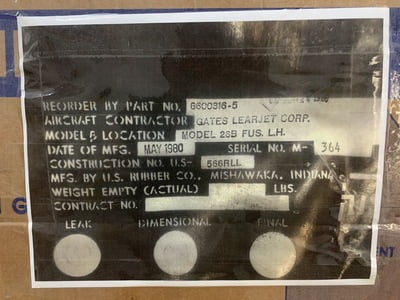 REORDER BY PART NO. 6600316-5
AIRCRAFT CONTRACTOR GATES LEARJET CORP.
MODEL & LOCATION MODEL 28B FUS. L.H.
DATE OF MFG. MAY 1980 SERIAL NO. M- 364
CONSTRUCTION NO. US- 566RLL
MFG. BY U.S. RUBBER CO., MISHAWAKA, INDIANA
WEIGHT EMPTY (ACTUAL) LBS.
CONTRACT NO.
LEAK DIMENSIONAL FINAL